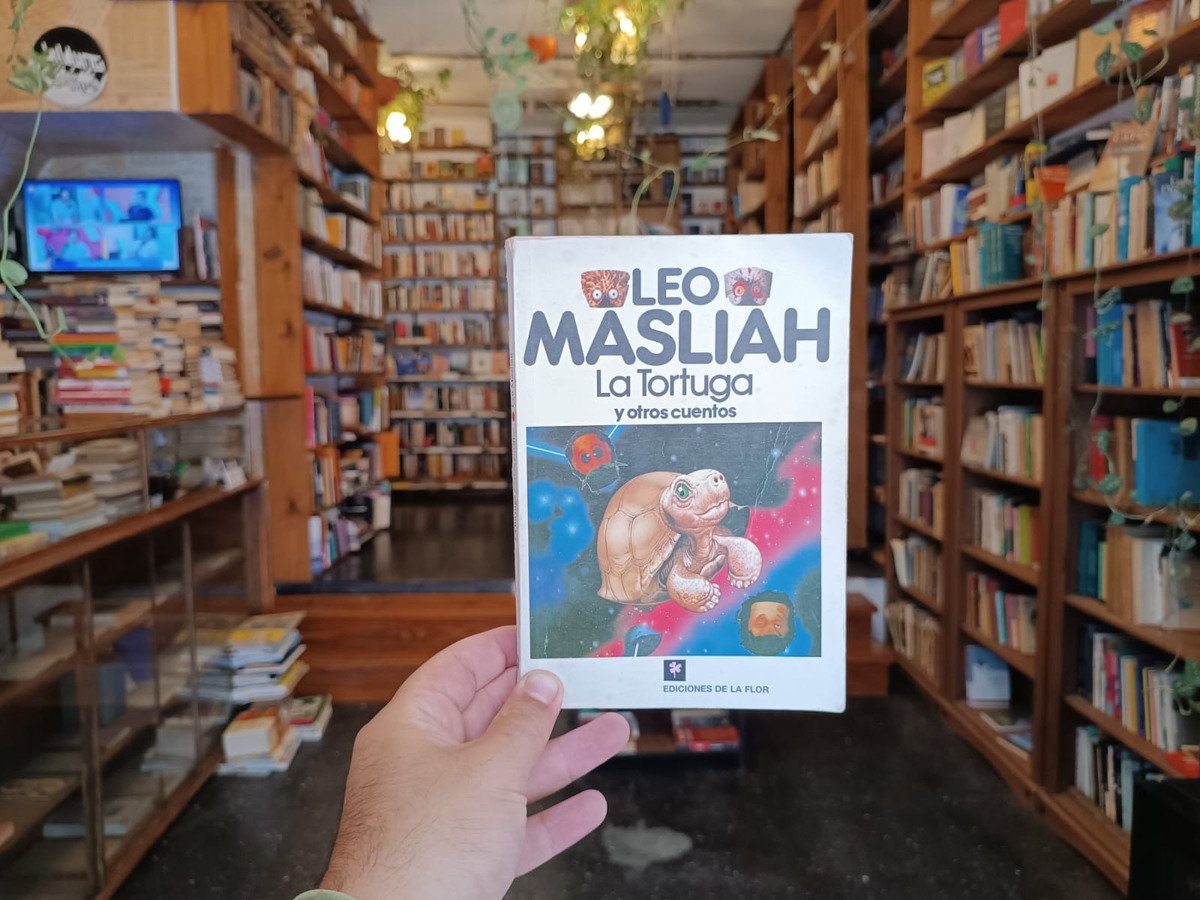 LEO
MASLIAH
La Tortuga
y otros cuentos
EDICIONES DE LA FLOR